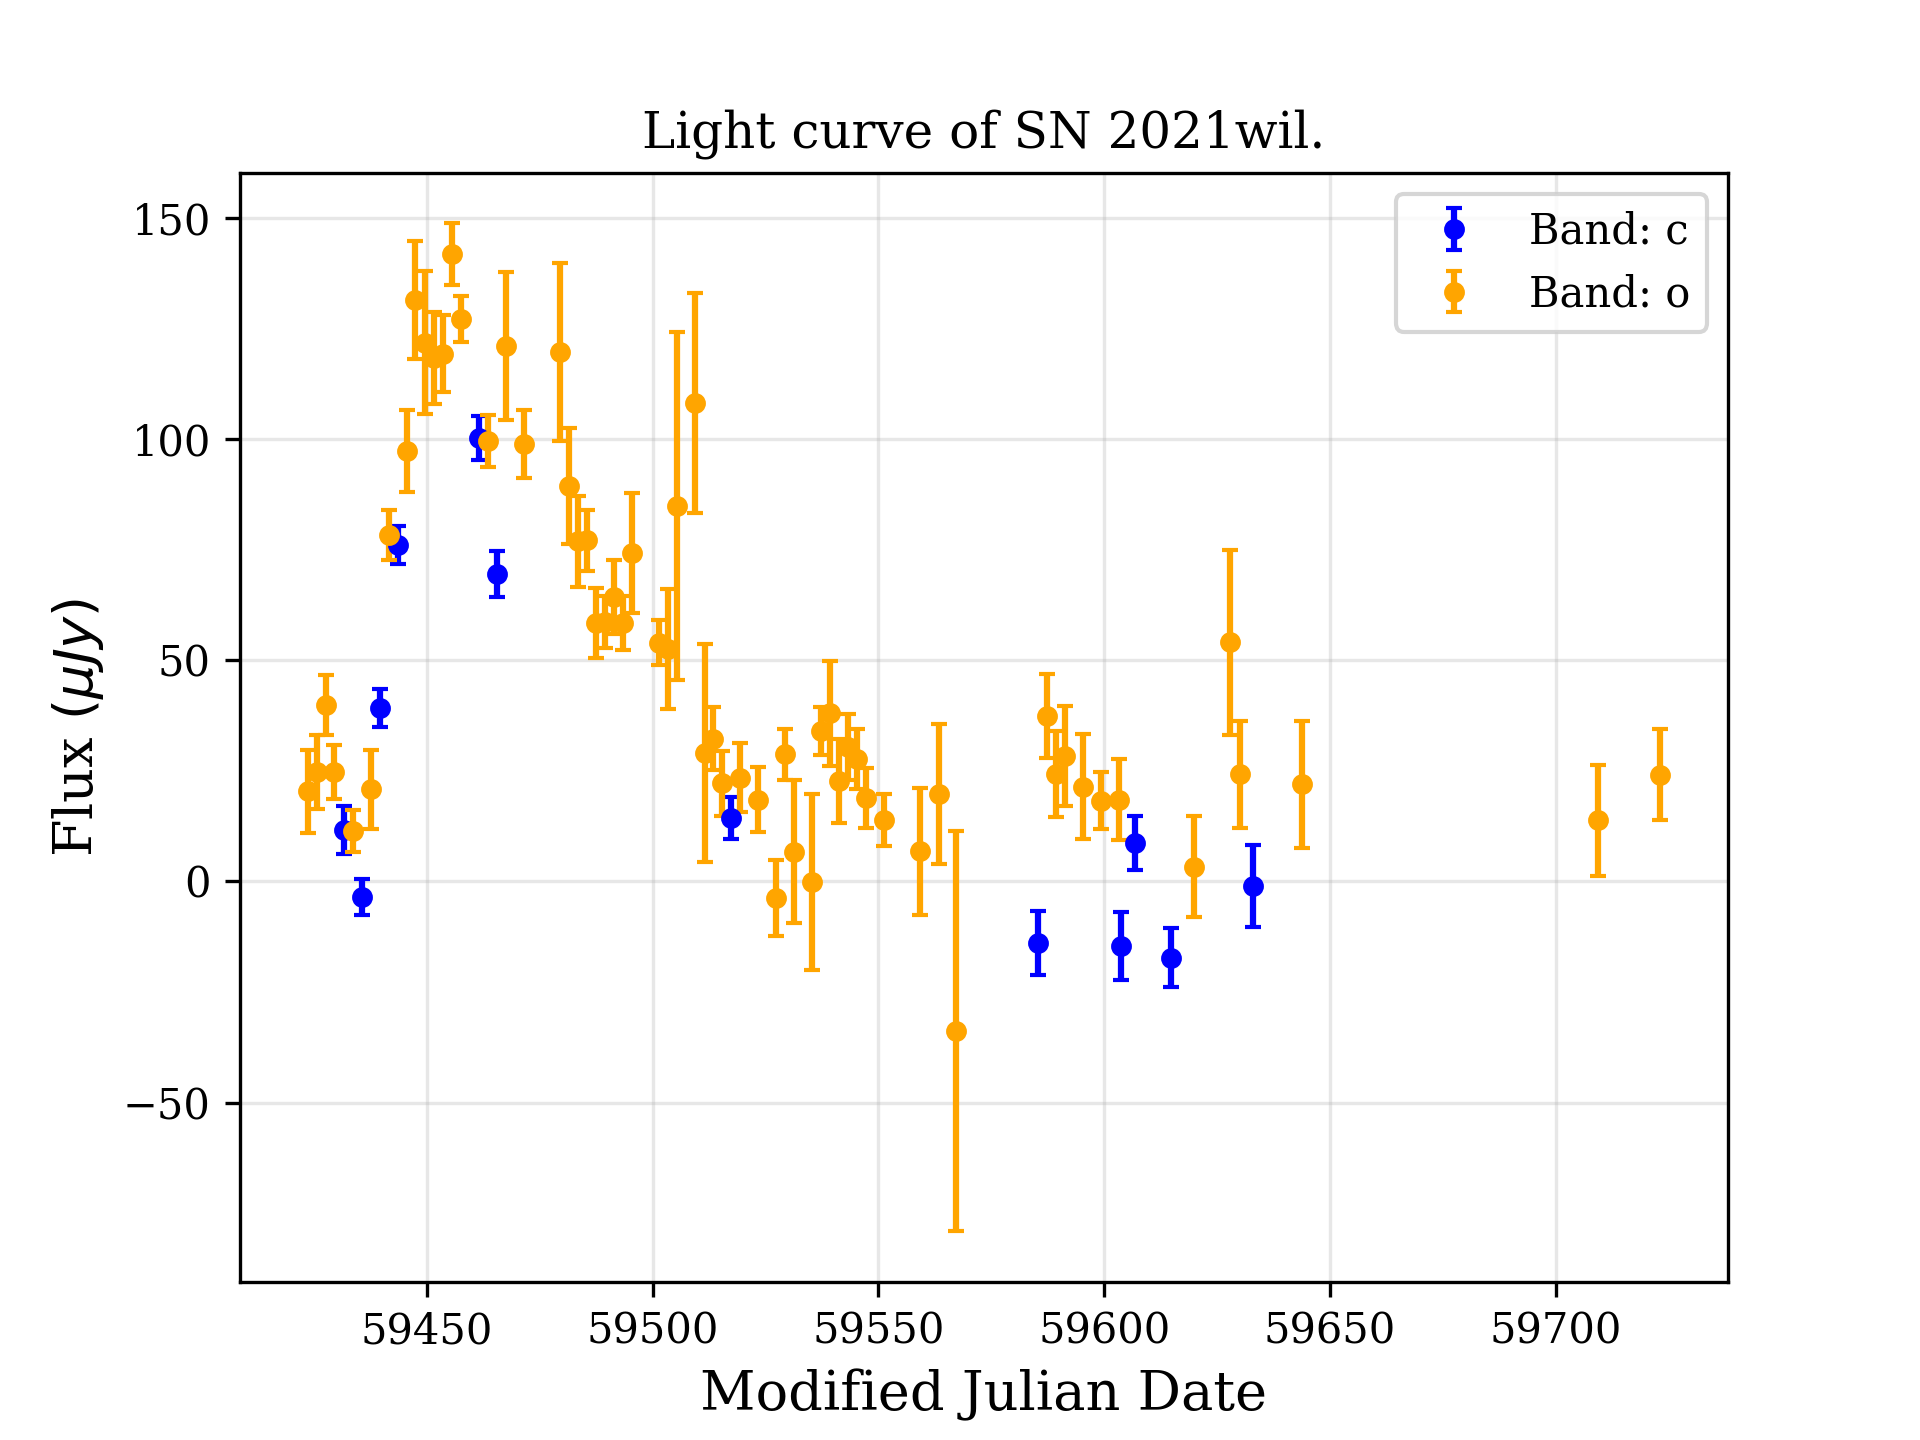 Light curve of SN 2021wil.
Band: c
Band: o
150
100
50
0
−50
Flux (μJy)
59450 59500 59550 59600 59650 59700
Modified Julian Date